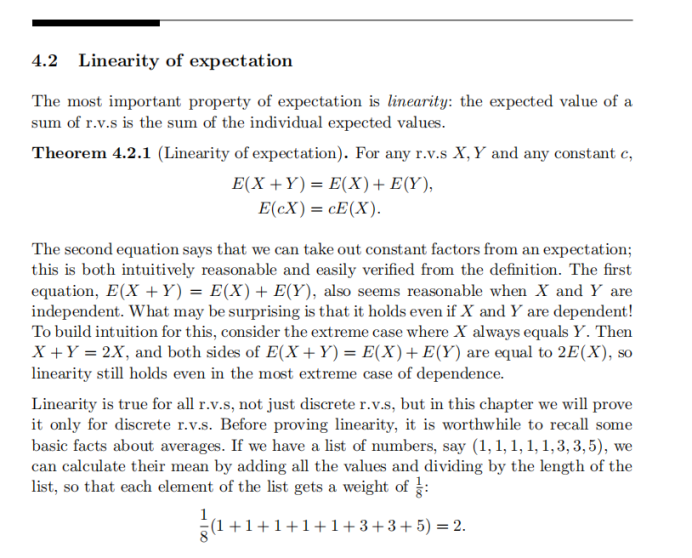 4.2 Linearity of expectation
The most important property of expectation is linearity: the expected value of a
sum of r.v.s is the sum of the individual expected values.
Theorem 4.2.1 (Linearity of expectation). For any r.v.s X, Y and any constant c,
E(X + Y) = E(X) + E(Y),
E(cX) = cE(X).
The second equation says that we can take out constant factors from an expectation;
this is both intuitively reasonable and easily verified from the definition. The first
equation, E(X + Y) = E(X) + E(Y), also seems reasonable when X and Y are
independent. What may be surprising is that it holds even if X and Y are dependent!
To build intuition for this, consider the extreme case where X always equals Y. Then
X + Y = 2X, and both sides of E(X + Y) = E(X) + E(Y) are equal to 2E(X), so
linearity still holds even in the most extreme case of dependence.
Linearity is true for all r.v.s, not just discrete r.v.s, but in this chapter we will prove
it only for discrete r.v.s. Before proving linearity, it is worthwhile to recall some
basic facts about averages. If we have a list of numbers, say (1, 1, 1, 1, 1, 3, 3, 5), we
can calculate their mean by adding all the values and dividing by the length of the
list, so that each element of the list gets a weight of 1/8:
1/8(1 + 1 + 1 + 1 + 1 + 3 + 3 + 5) = 2.